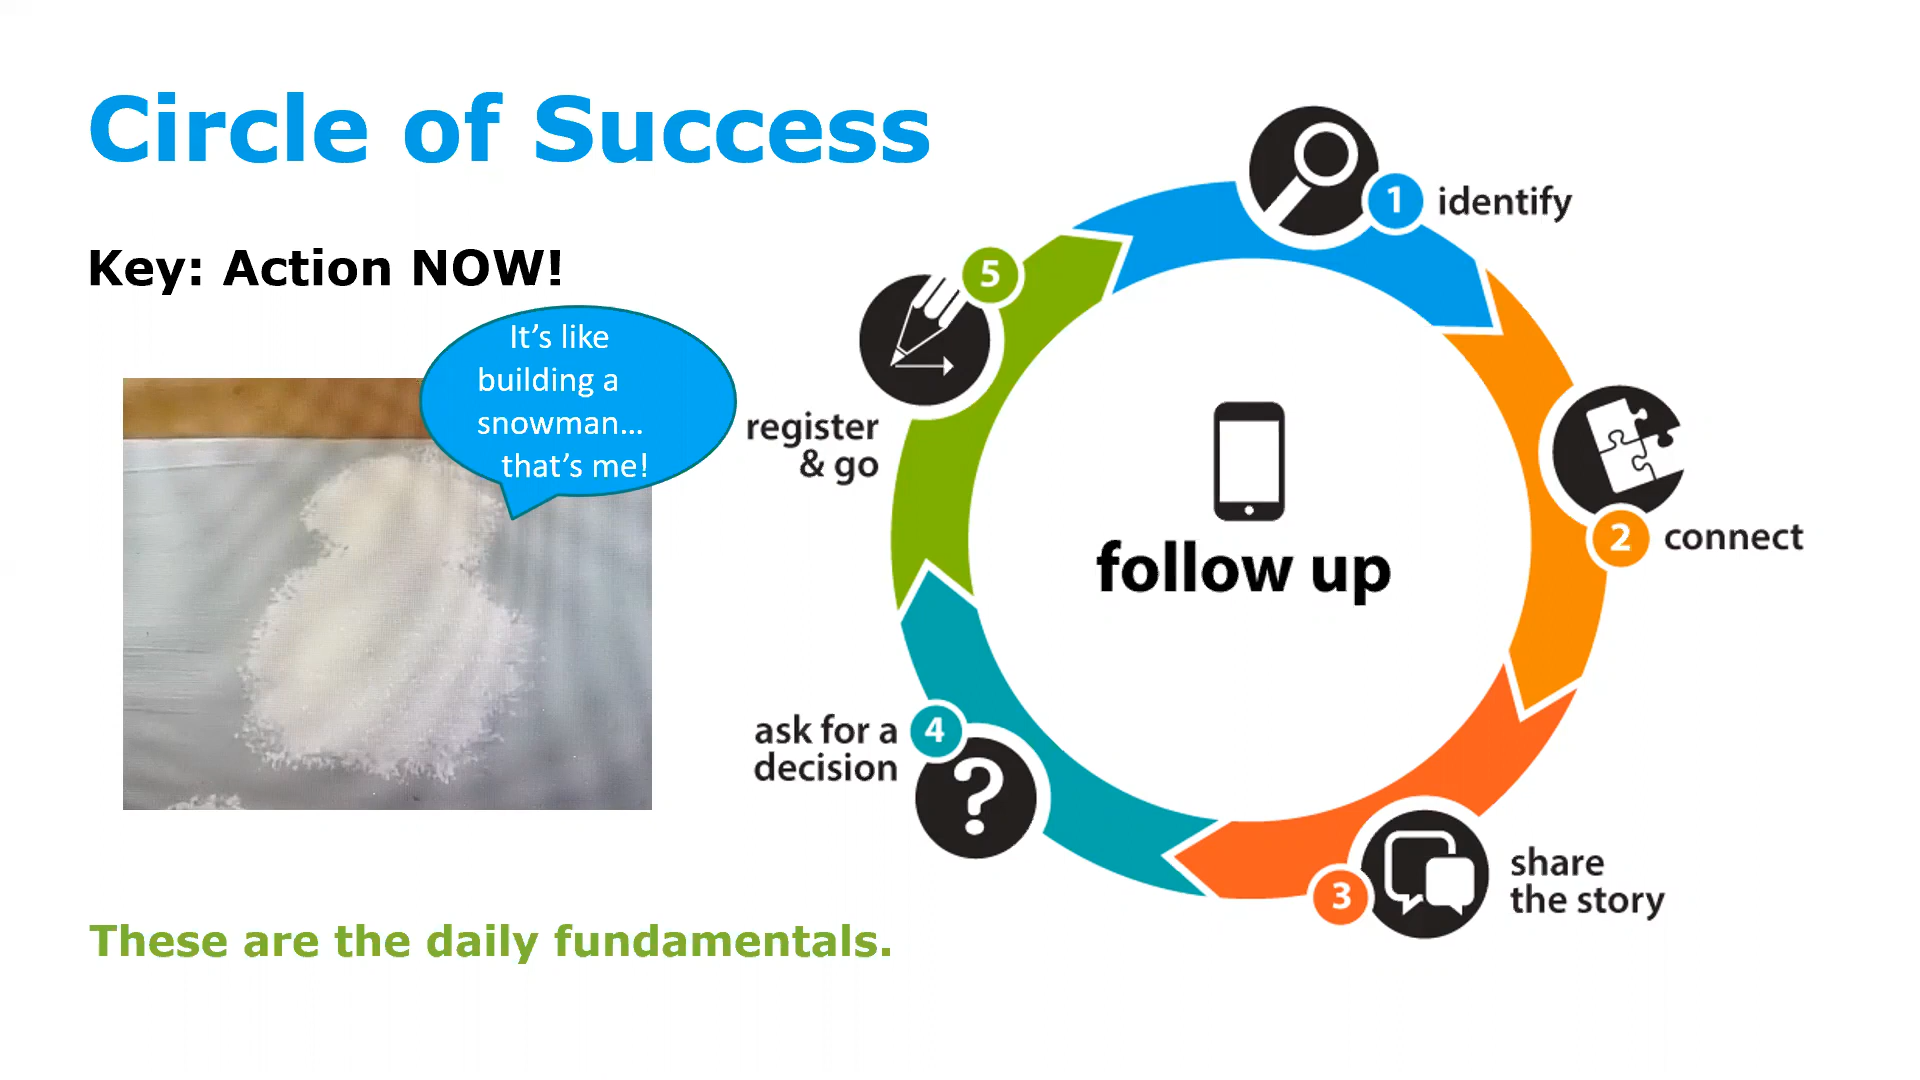 Circle of Success
Key: Action NOW!
It’s like
building a
snowman…
that’s me!
These are the daily fundamentals.
1
identify
2
connect
3
share
the story
4
ask for a
decision
5
register
& go
follow up